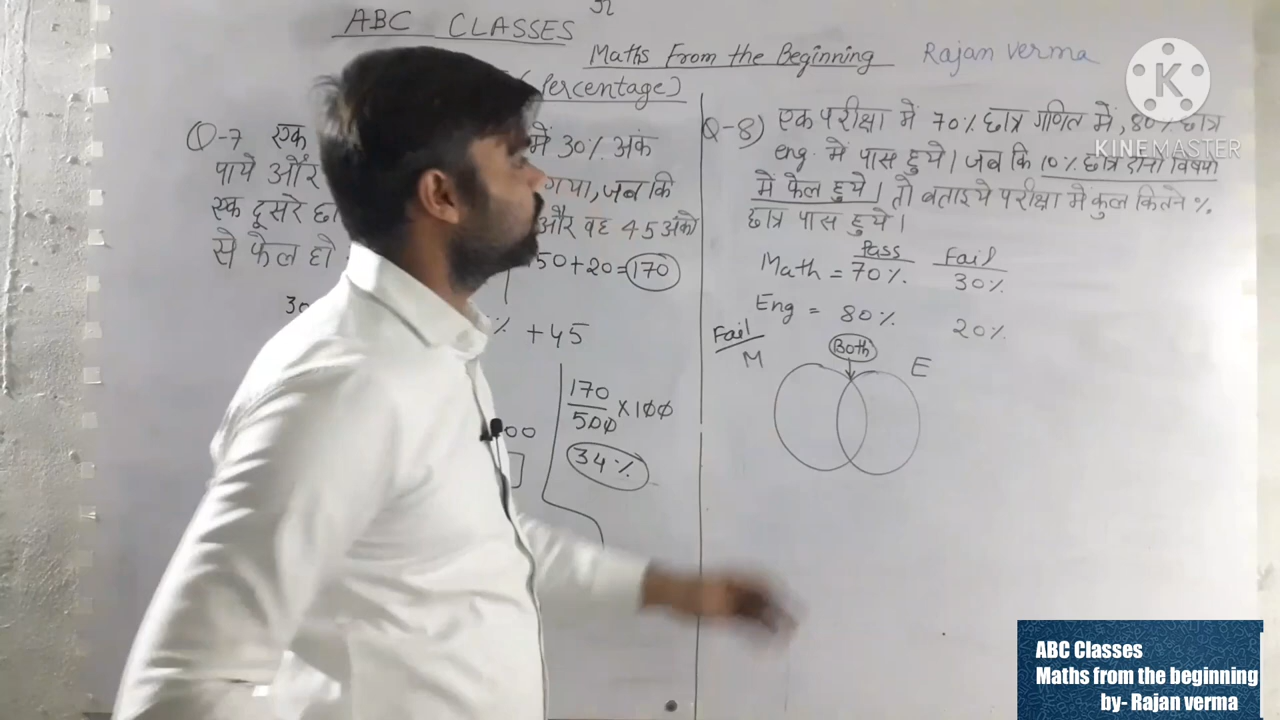 ABC CLASSES
Maths From the Beginning Rajan verma
(Percentage)
Q-7 एक में 30% अंक
पाये और गया, जब कि
एक दूसरे और वह 45 अंको
से फेल हो 50+20=170
30
% +45
170
500 ×100
00
34%
Q-8) एक परीक्षा में 70% छात्र गणित में, 80% छात्र
eng. में पास हुये। जब कि 10% छात्र दोनो विषयो
मे फेल हुये। तो बताइये परीक्षा में कुल कितने %
छात्र पास हुये।
Pass Fail
Math = 70% 30%
Eng = 80% 20%
Fail
M Both E
K
KINEMASTER
ABC Classes
Maths from the beginning
by- Rajan verma